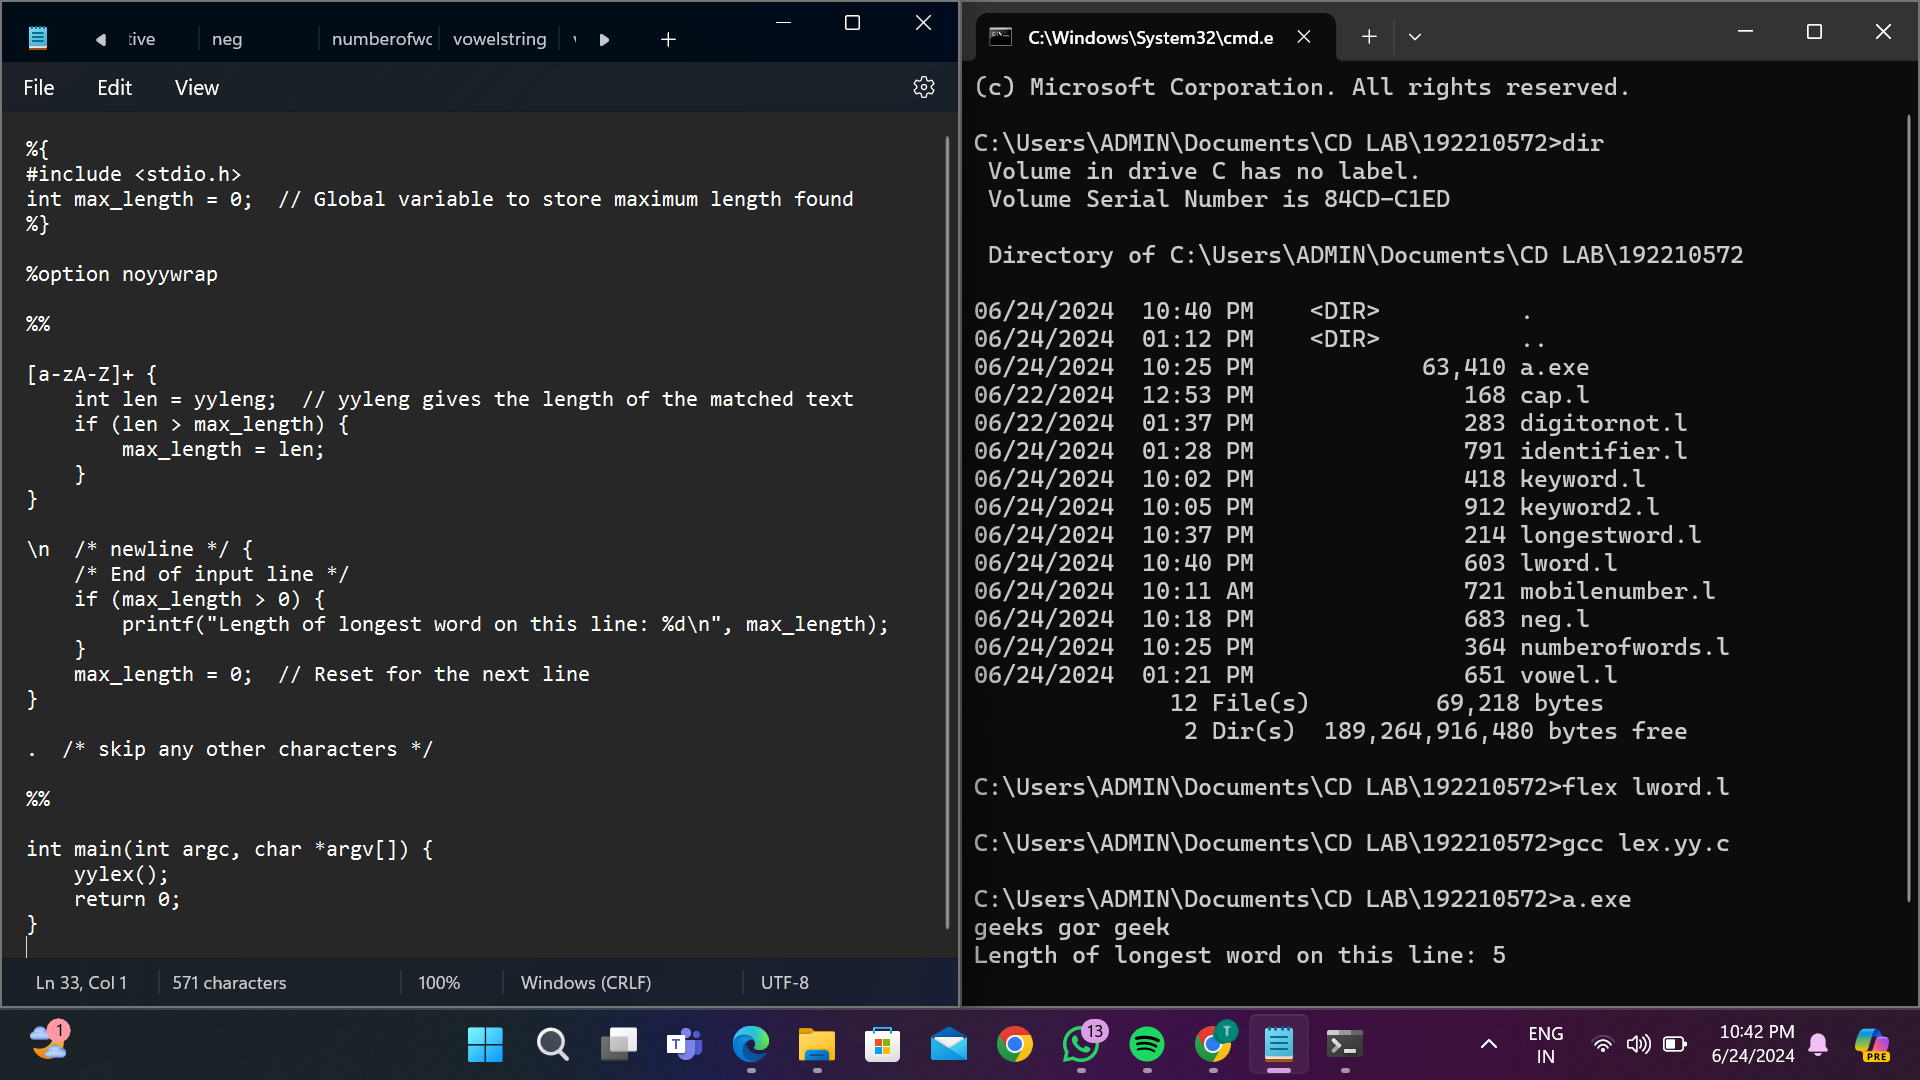 tive neg numberofwo vowelstring
File Edit View
%{
#include <stdio.h>
int max_length = 0;  // Global variable to store maximum length found
%}

%option noyywrap

%%

[a-zA-Z]+ {
    int len = yyleng;  // yyleng gives the length of the matched text
    if (len > max_length) {
        max_length = len;
    }
}

\n  /* newline */ {
    /* End of input line */
    if (max_length > 0) {
        printf("Length of longest word on this line: %d\n", max_length);
    }
    max_length = 0;  // Reset for the next line
}

.  /* skip any other characters */

%%

int main(int argc, char *argv[]) {
    yylex();
    return 0;
}
Ln 33, Col 1 571 characters 100% Windows (CRLF) UTF-8
C:\Windows\System32\cmd.e
(c) Microsoft Corporation. All rights reserved.

C:\Users\ADMIN\Documents\CD LAB\192210572>dir
 Volume in drive C has no label.
 Volume Serial Number is 84CD-C1ED

 Directory of C:\Users\ADMIN\Documents\CD LAB\192210572

06/24/2024  10:40 PM    <DIR>          .
06/24/2024  01:12 PM    <DIR>          ..
06/24/2024  10:25 PM            63,410 a.exe
06/22/2024  12:53 PM               168 cap.l
06/22/2024  01:37 PM               283 digitornot.l
06/24/2024  01:28 PM               791 identifier.l
06/24/2024  10:02 PM               418 keyword.l
06/24/2024  10:05 PM               912 keyword2.l
06/24/2024  10:37 PM               214 longestword.l
06/24/2024  10:40 PM               603 lword.l
06/24/2024  10:11 AM               721 mobilenumber.l
06/24/2024  10:18 PM               683 neg.l
06/24/2024  10:25 PM               364 numberofwords.l
06/24/2024  01:21 PM               651 vowel.l
              12 File(s)         69,218 bytes
               2 Dir(s)  189,264,916,480 bytes free

C:\Users\ADMIN\Documents\CD LAB\192210572>flex lword.l

C:\Users\ADMIN\Documents\CD LAB\192210572>gcc lex.yy.c

C:\Users\ADMIN\Documents\CD LAB\192210572>a.exe
geeks gor geek
Length of longest word on this line: 5
1
13
T
ENG
IN
10:42 PM
6/24/2024
PRE